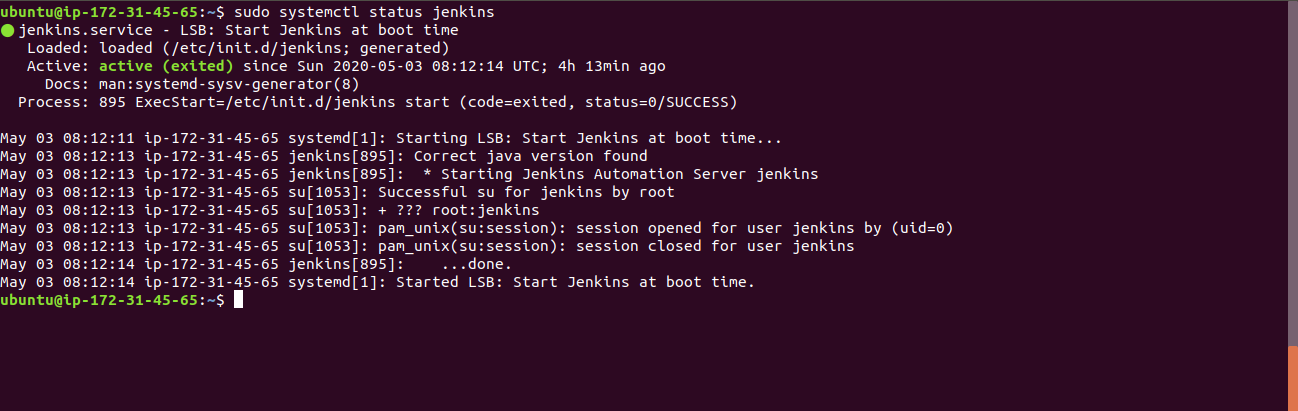 ubuntu@ip-172-31-45-65:~$ sudo systemctl status jenkins
● jenkins.service - LSB: Start Jenkins at boot time
   Loaded: loaded (/etc/init.d/jenkins; generated)
   Active: active (exited) since Sun 2020-05-03 08:12:14 UTC; 4h 13min ago
     Docs: man:systemd-sysv-generator(8)
  Process: 895 ExecStart=/etc/init.d/jenkins start (code=exited, status=0/SUCCESS)

May 03 08:12:11 ip-172-31-45-65 systemd[1]: Starting LSB: Start Jenkins at boot time...
May 03 08:12:13 ip-172-31-45-65 jenkins[895]: Correct java version found
May 03 08:12:13 ip-172-31-45-65 jenkins[895]:  * Starting Jenkins Automation Server jenkins
May 03 08:12:13 ip-172-31-45-65 su[1053]: Successful su for jenkins by root
May 03 08:12:13 ip-172-31-45-65 su[1053]: + ??? root:jenkins
May 03 08:12:13 ip-172-31-45-65 su[1053]: pam_unix(su:session): session opened for user jenkins by (uid=0)
May 03 08:12:13 ip-172-31-45-65 su[1053]: pam_unix(su:session): session closed for user jenkins
May 03 08:12:14 ip-172-31-45-65 jenkins[895]:    ...done.
May 03 08:12:14 ip-172-31-45-65 systemd[1]: Started LSB: Start Jenkins at boot time.
ubuntu@ip-172-31-45-65:~$